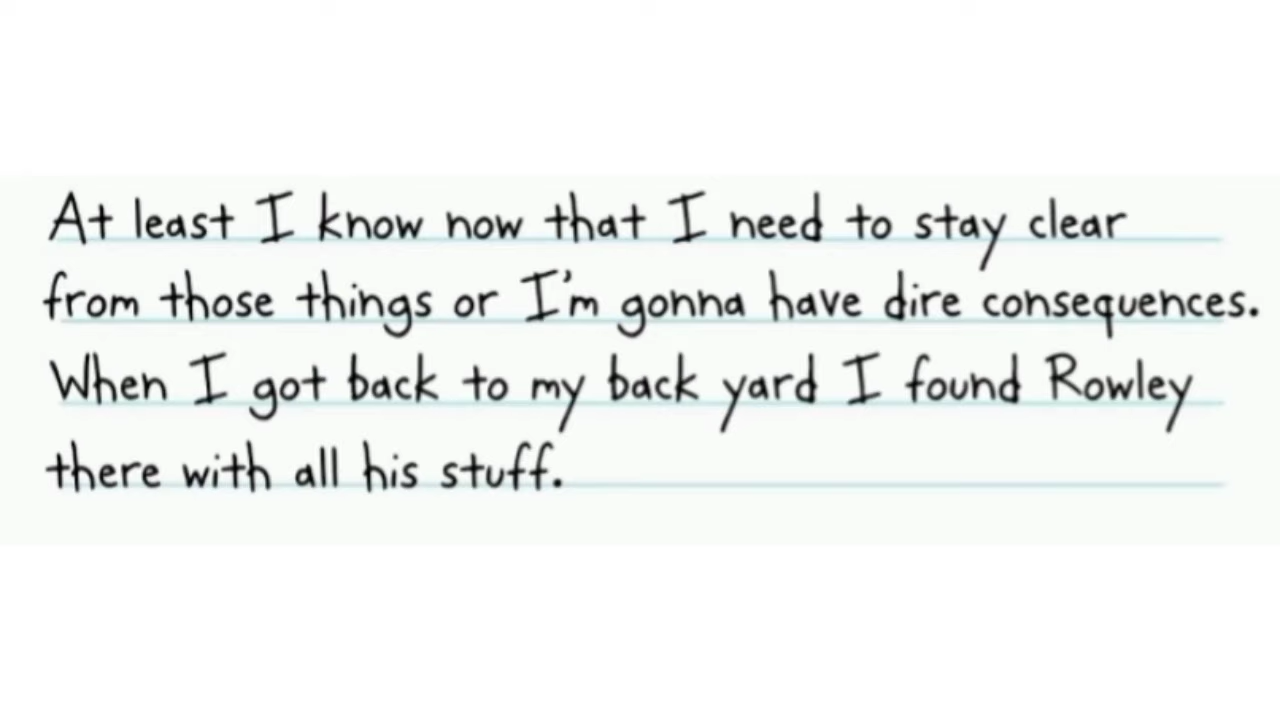 At least I know now that I need to stay clear
from those things or I'm gonna have dire consequences.
When I got back to my back yard I found Rowley
there with all his stuff.